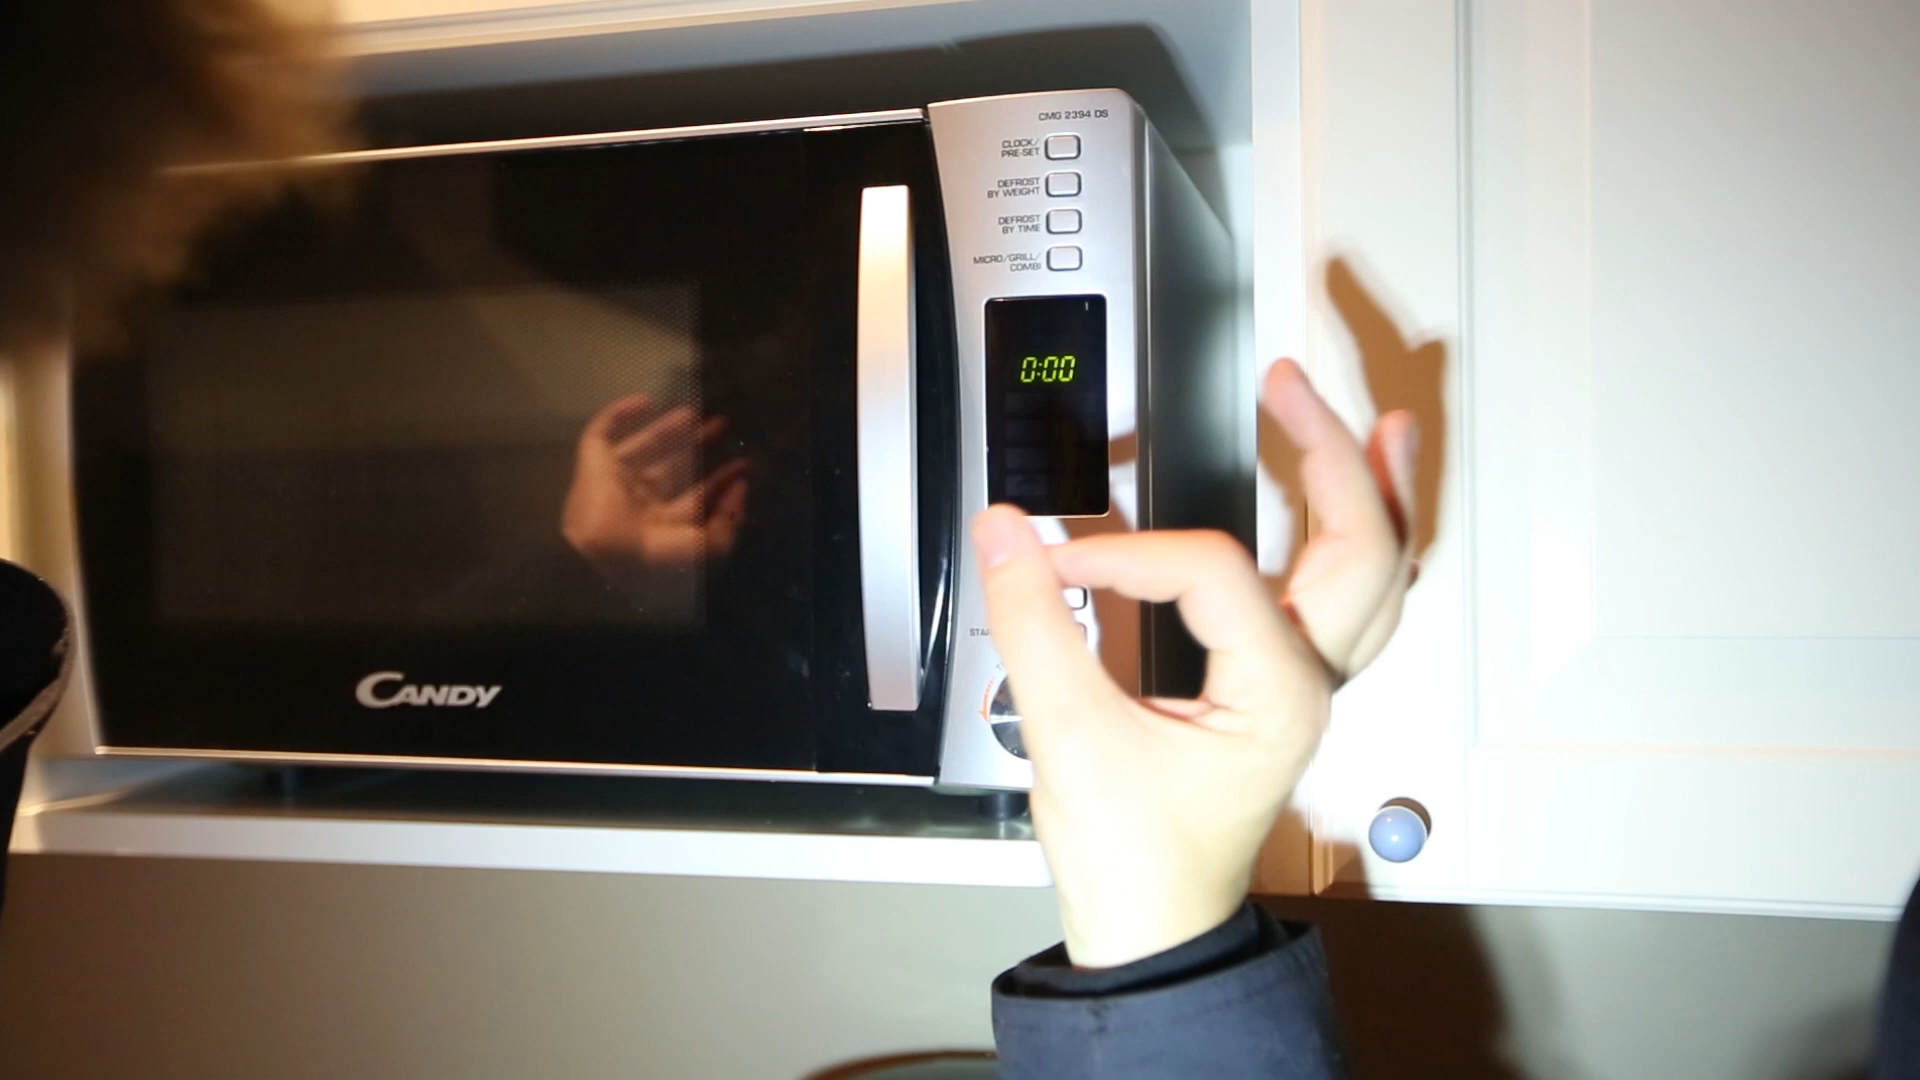 CMG 2394 DS
CLOCK/
PRE-SET
DEFROST
BY WEIGHT
DEFROST
BY TIME
MICRO/GRILL/
COMBI
0:00
CANDY